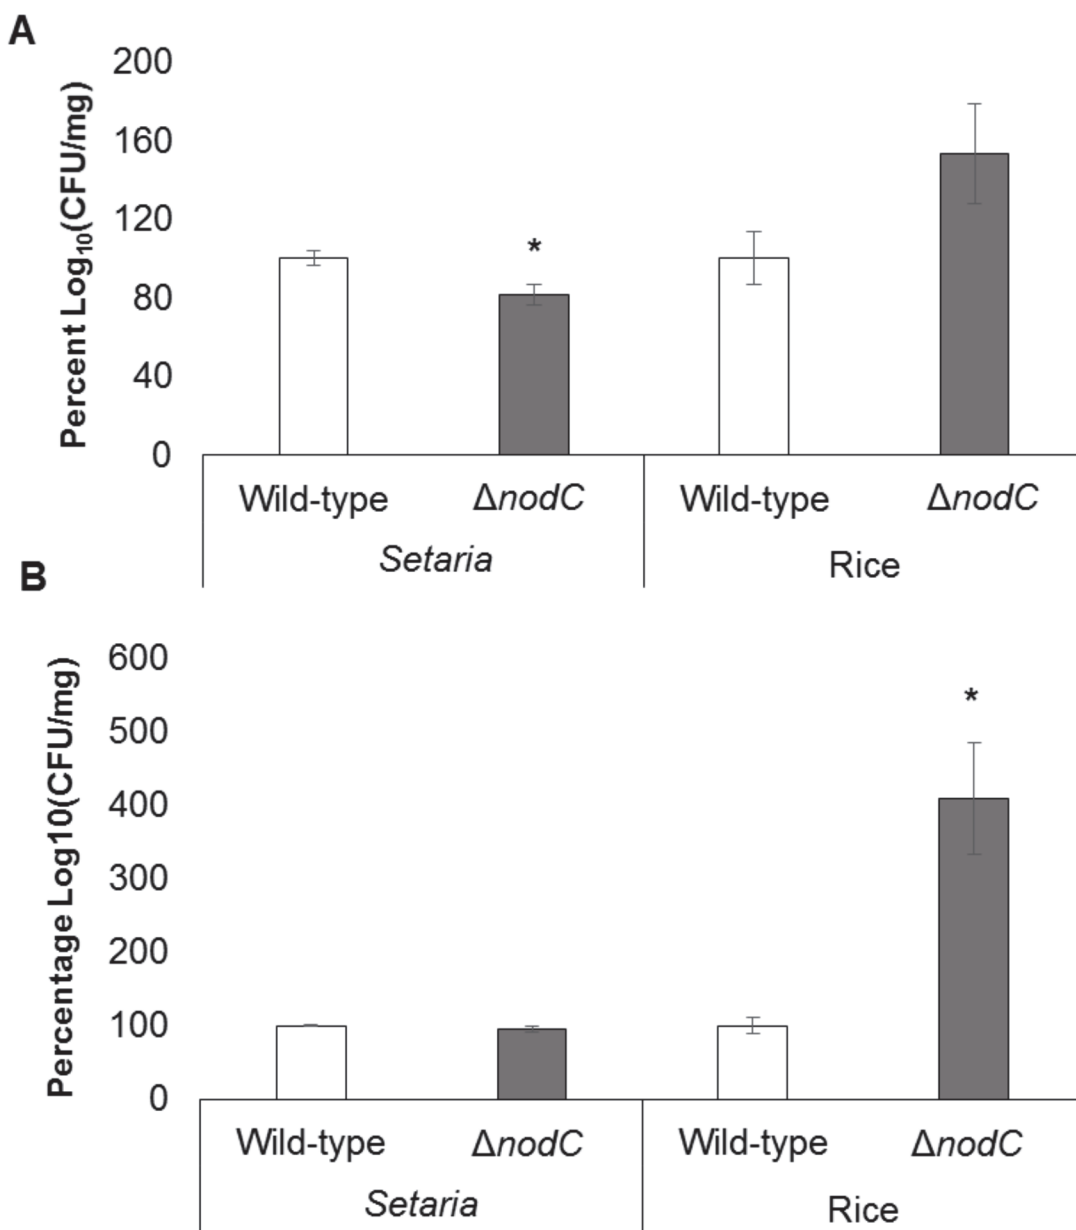 A
Percent Log₁₀(CFU/mg)
200
160
120
80
40
0
*
Wild-type ΔnodC Wild-type ΔnodC
Setaria Rice
B
Percentage Log10(CFU/mg)
600
500
400
300
200
100
0
*
Wild-type ΔnodC Wild-type ΔnodC
Setaria Rice